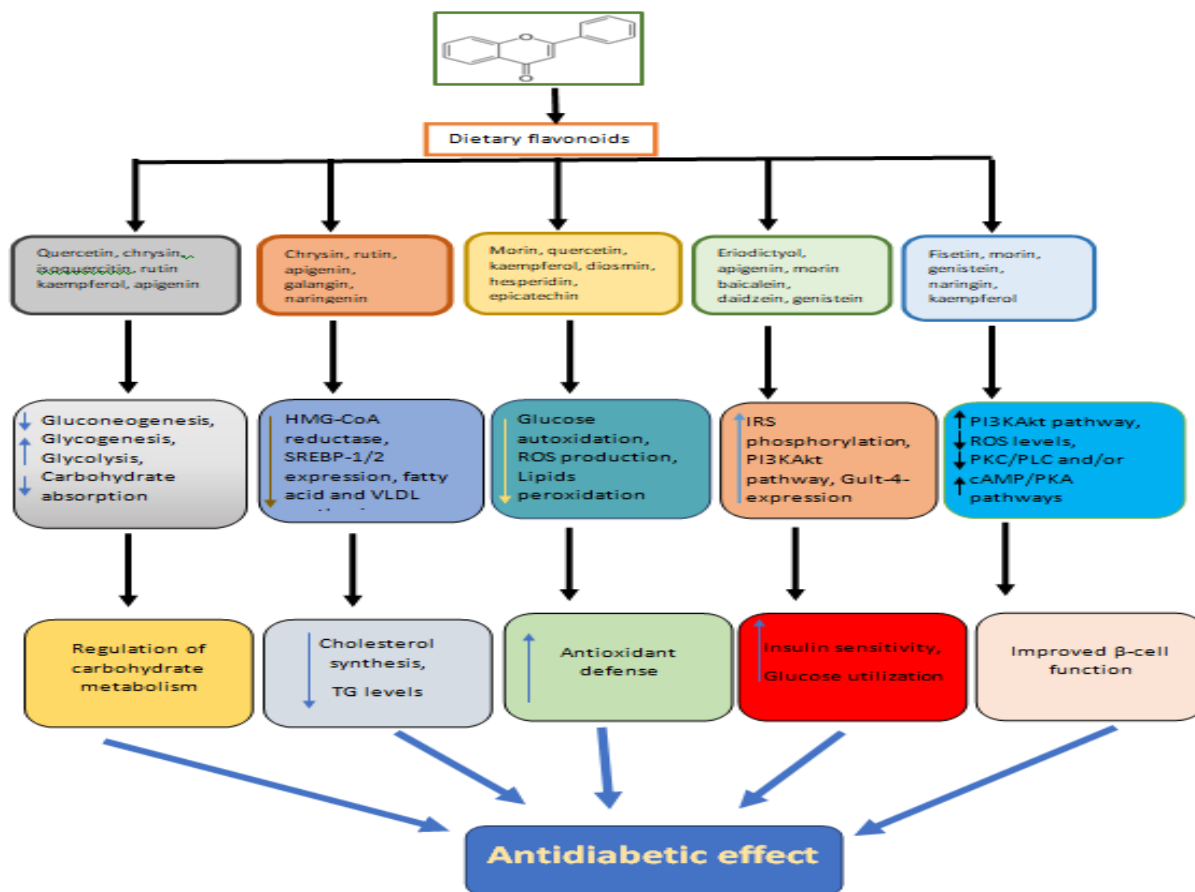 O
O
Dietary flavonoids
Quercetin, chrysin,
isoquercitin, rutin
kaempferol, apigenin
Chrysin, rutin,
apigenin,
galangin,
naringenin
Morin, quercetin,
kaempferol, diosmin,
hesperidin,
epicatechin
Eriodictyol,
apigenin, morin
baicalein,
daidzein, genistein
Fisetin, morin,
genistein,
naringin,
kaempferol
↓ Gluconeogenesis,
↑ Glycogenesis,
Glycolysis,
↓ Carbohydrate
absorption
HMG-CoA
reductase,
SREBP-1/2
expression, fatty
acid and VLDL
Glucose
autoxidation,
ROS production,
Lipids
peroxidation
IRS
phosphorylation,
PI3KAkt
pathway, Gult-4-
expression
↑ PI3KAkt pathway,
↓ ROS levels,
↓ PKC/PLC and/or
↑ cAMP/PKA
pathways
Regulation of
carbohydrate
metabolism
Cholesterol
synthesis,
TG levels
Antioxidant
defense
Insulin sensitivity,
Glucose utilization
Improved β-cell
function
Antidiabetic effect